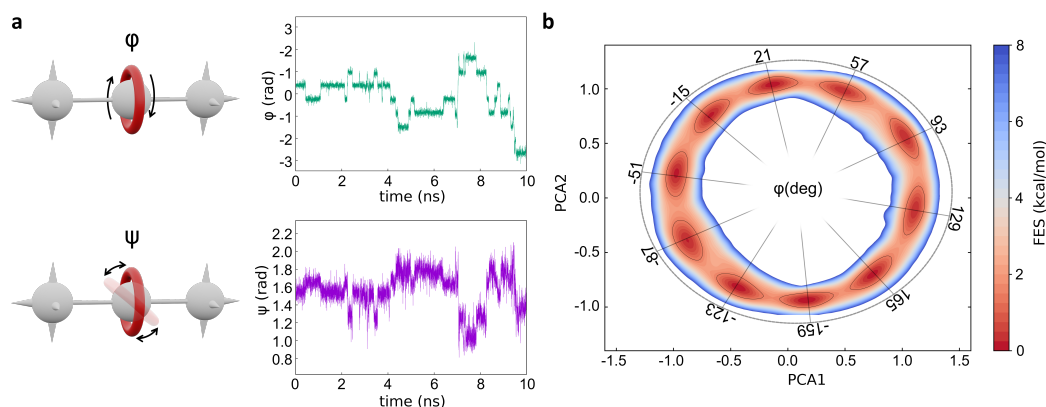 a
φ
φ (rad)
3
-2
-1
0
-1
-2
-3
0 2 4 6 8 10
time (ns)
ψ
ψ (rad)
2.2
2.0
1.8
1.6
1.4
1.2
1.0
0.8
0 2 4 6 8 10
time (ns)
b
PCA2
1.0
0.5
0.0
-0.5
-1.0
-1.5 -1.0 -0.5 0.0 0.5 1.0 1.5
PCA1
21
57
93
129
165
-159
-123
-87
-51
-15
φ(deg)
8
6
4
2
0
FES (kcal/mol)